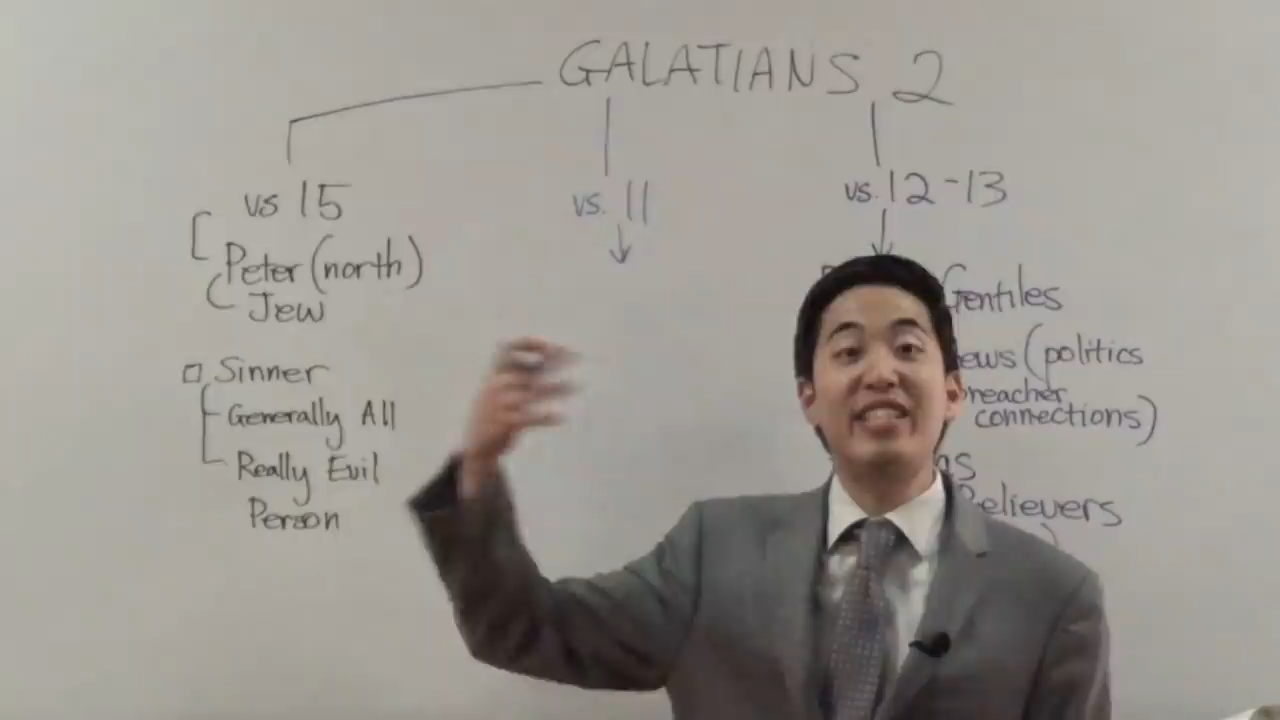 GALATIANS 2
vs 15
Peter (north)
Jew
Sinner
Generally All
Really Evil
Person
vs. 11
vs. 12-13
Gentiles
(politics
connections)